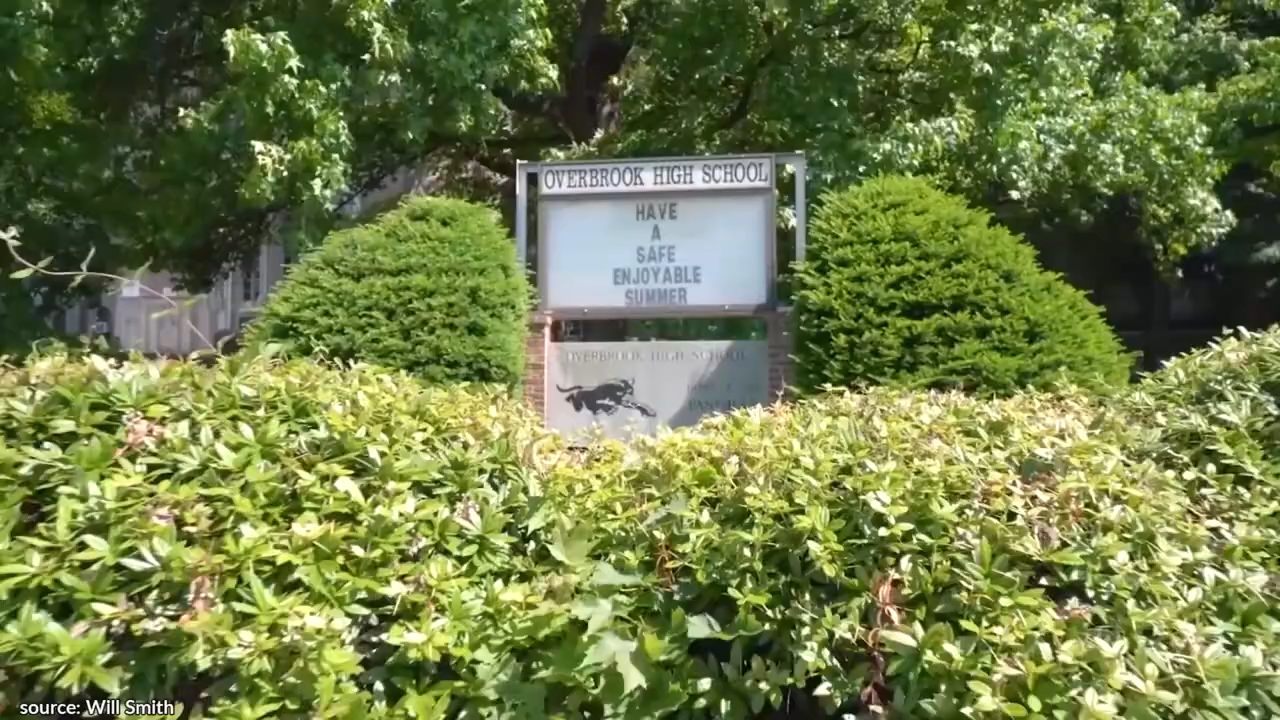 OVERBROOK HIGH SCHOOL
HAVE
A
SAFE
ENJOYABLE
SUMMER
OVERBROOK HIGH SCHOOL
source: Will Smith